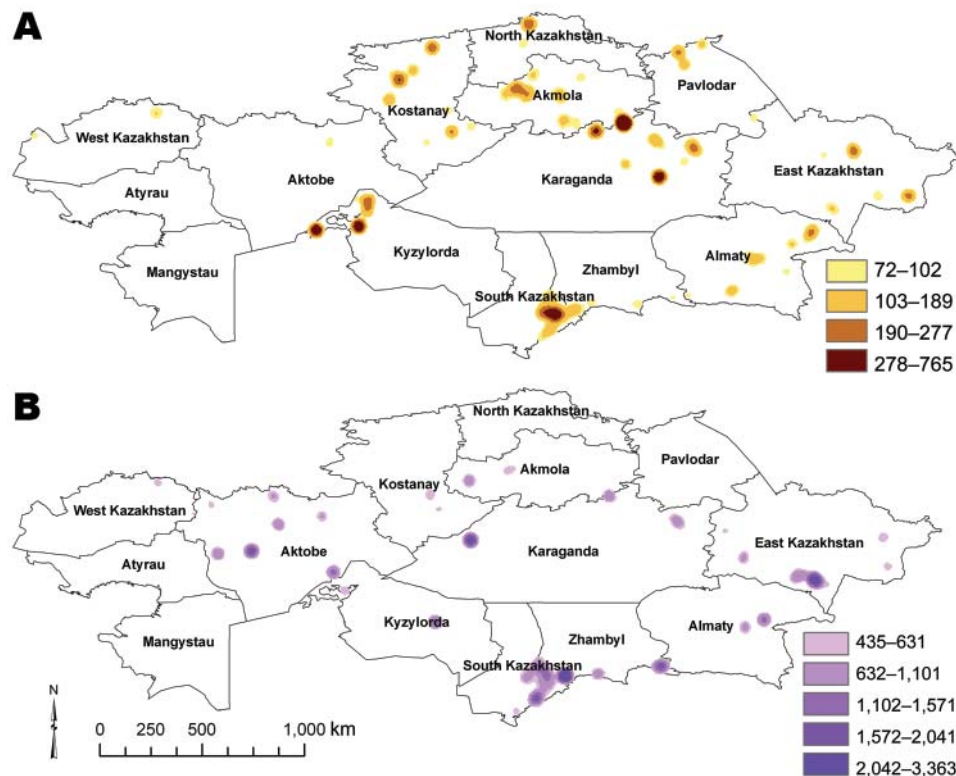 A
North Kazakhstan
Pavlodar
Akmola
Kostanay
West Kazakhstan
East Kazakhstan
Aktobe
Karaganda
Atyrau
Kyzylorda
Almaty
Mangystau
Zhambyl
South Kazakhstan
72–102
103–189
190–277
278–765
B
North Kazakhstan
Pavlodar
Akmola
Kostanay
West Kazakhstan
East Kazakhstan
Aktobe
Karaganda
Atyrau
Kyzylorda
Almaty
Mangystau
Zhambyl
South Kazakhstan
435–631
632–1,101
1,102–1,571
1,572–2,041
2,042–3,363
N
0 250 500 1,000 km